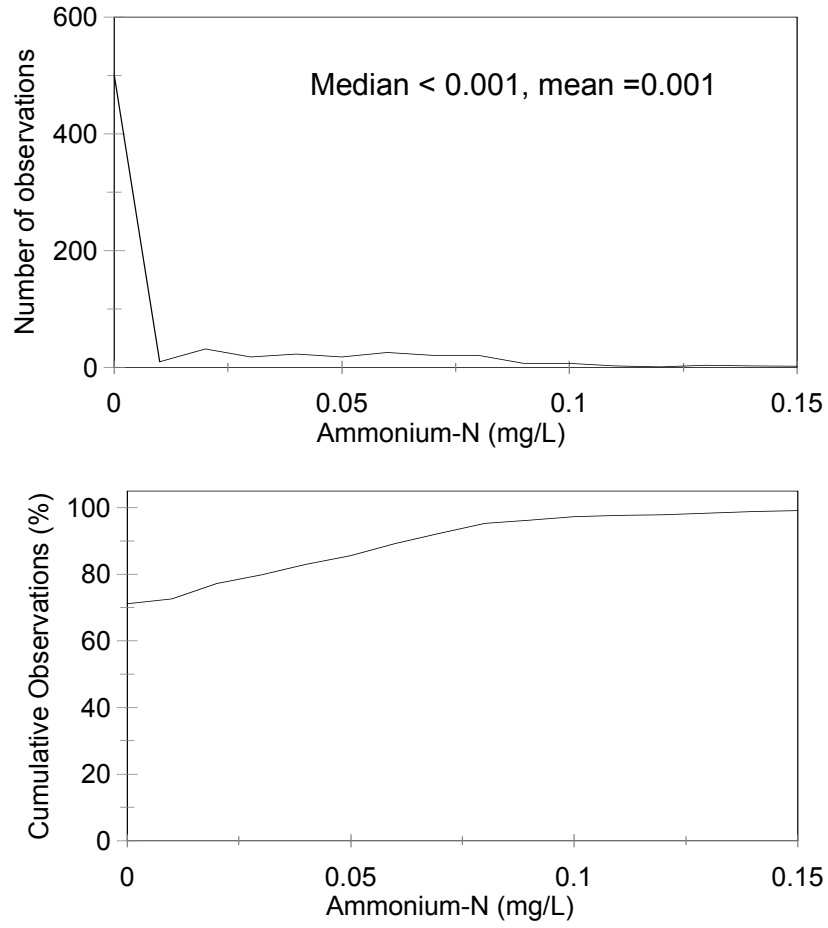 600
400
200
0
Number of observations
Median < 0.001, mean =0.001
0 0.05 0.1 0.15
Ammonium-N (mg/L)
100
80
60
40
20
0
Cumulative Observations (%)
0 0.05 0.1 0.15
Ammonium-N (mg/L)